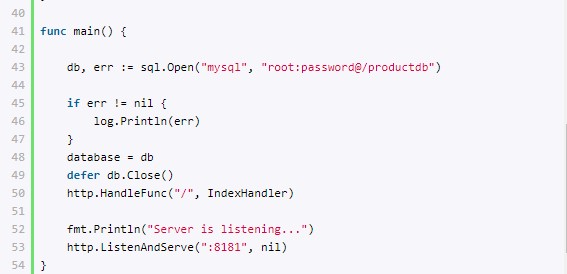 40
41 func main() {
42
43     db, err := sql.Open("mysql", "root:password@/productdb")
44
45     if err != nil {
46         log.Println(err)
47     }
48     database = db
49     defer db.Close()
50     http.HandleFunc("/", IndexHandler)
51
52     fmt.Println("Server is listening...")
53     http.ListenAndServe(":8181", nil)
54 }